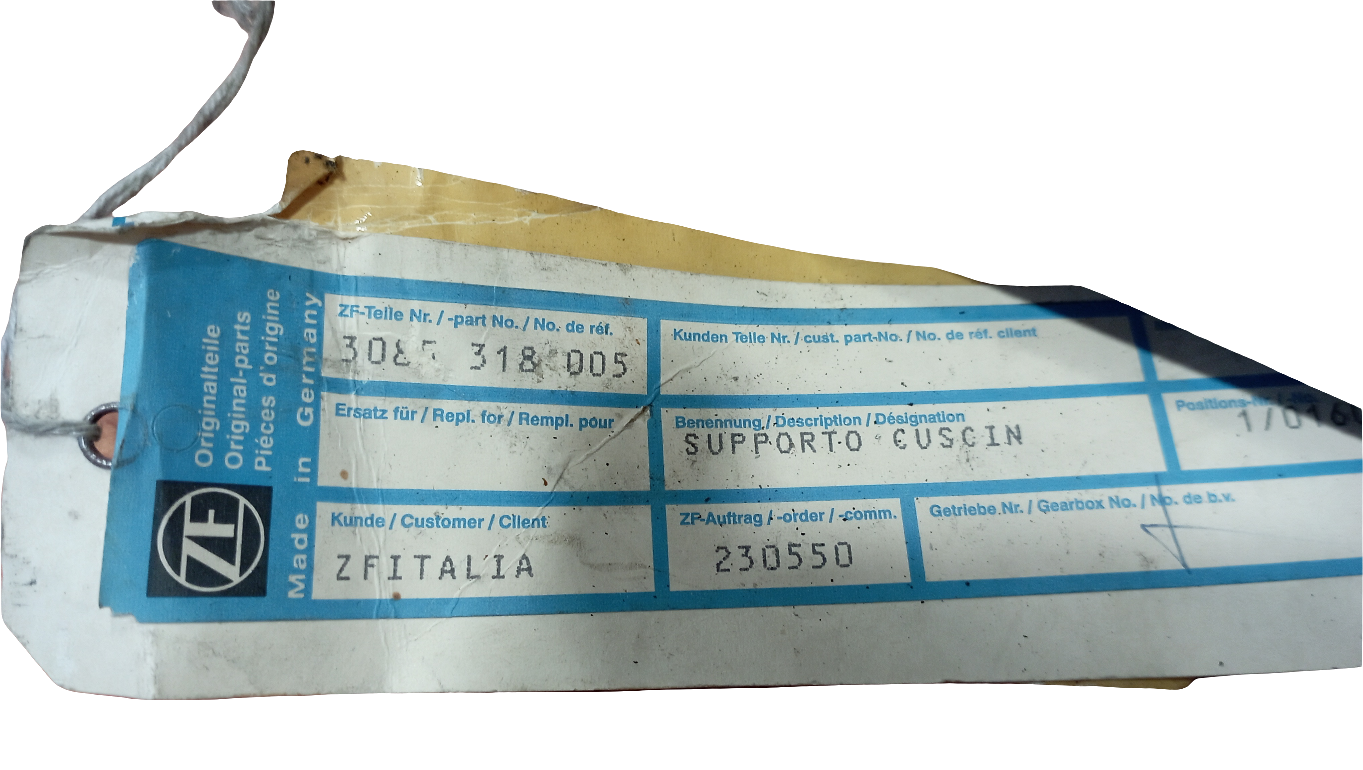 Originalteile
Original-parts
Pièces d'origine
Made in Germany
ZF
ZF-Teile Nr. / -part No. / No. de réf.
318 005
Kunden Teile Nr. / cust. part-No. / No. de réf. client
Ersatz für / Repl. for / Rempl. pour
Benennung / Description / Désignation
SUPPORTO CUSCIN
Kunde / Customer / Client
ZFITALIA
ZF-Auftrag / -order / -comm.
230550
Getriebe Nr. / Gearbox No. / No. de b.v.